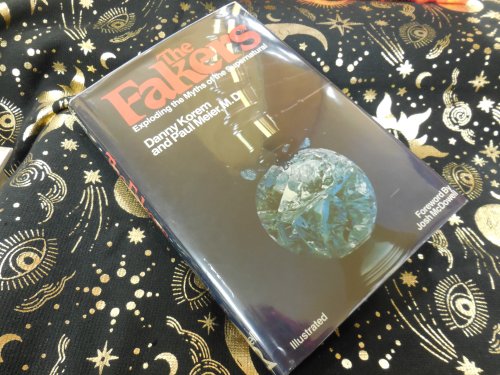 The
Fakers
Exploding the Myths of the Supernatural
Danny Korem
and Paul Meier, M.D.
Foreword By
Josh McDowell
Illustrated